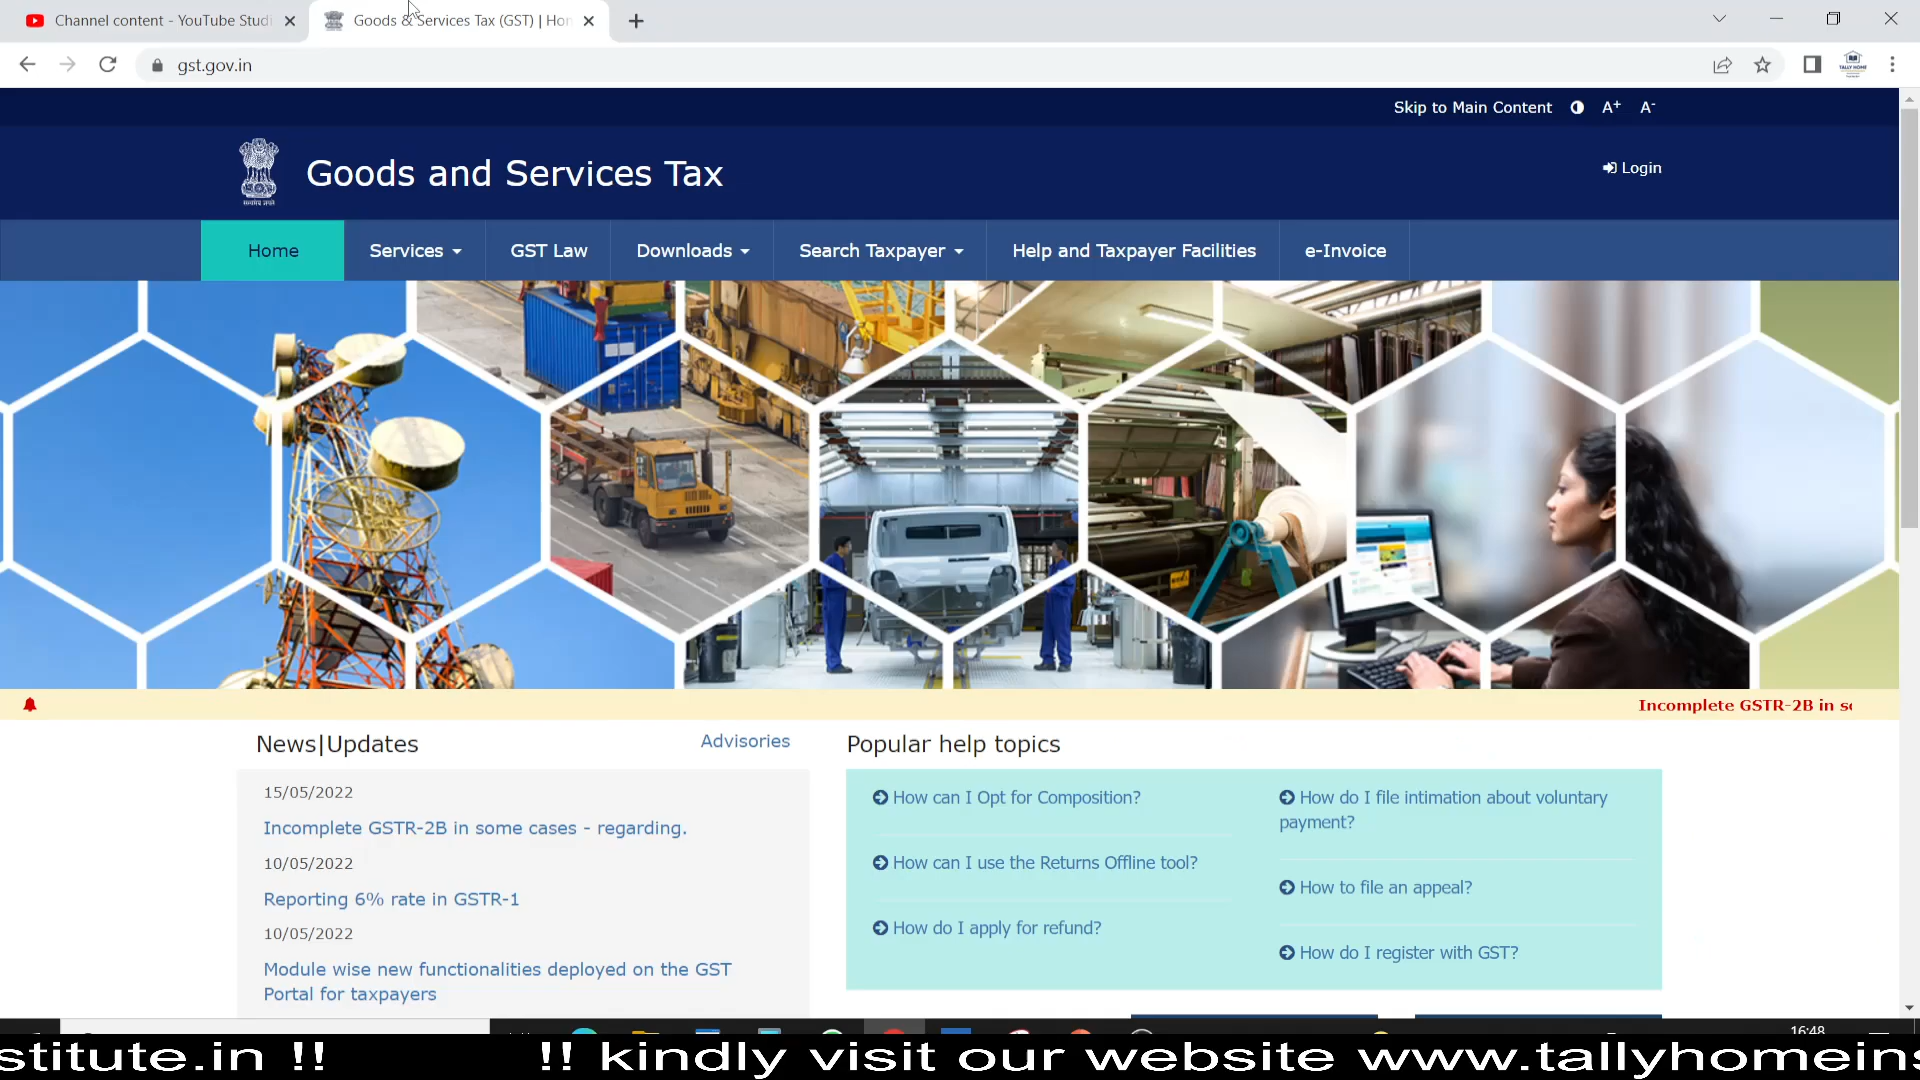 Channel content - YouTube Studi
Goods & Services Tax (GST) | Hom
gst.gov.in
TALLY HOME
Skip to Main Content A+ A-
सत्यमेव जयते
Goods and Services Tax
Login
Home Services GST Law Downloads Search Taxpayer Help and Taxpayer Facilities e-Invoice
Incomplete GSTR-2B in s
News|Updates
Advisories
15/05/2022
Incomplete GSTR-2B in some cases - regarding.
10/05/2022
Reporting 6% rate in GSTR-1
10/05/2022
Module wise new functionalities deployed on the GST
Portal for taxpayers
Popular help topics
How can I Opt for Composition?
How can I use the Returns Offline tool?
How do I apply for refund?
How do I file intimation about voluntary
payment?
How to file an appeal?
How do I register with GST?
16:48
stitute.in !! !! kindly visit our website www.tallyhomeins